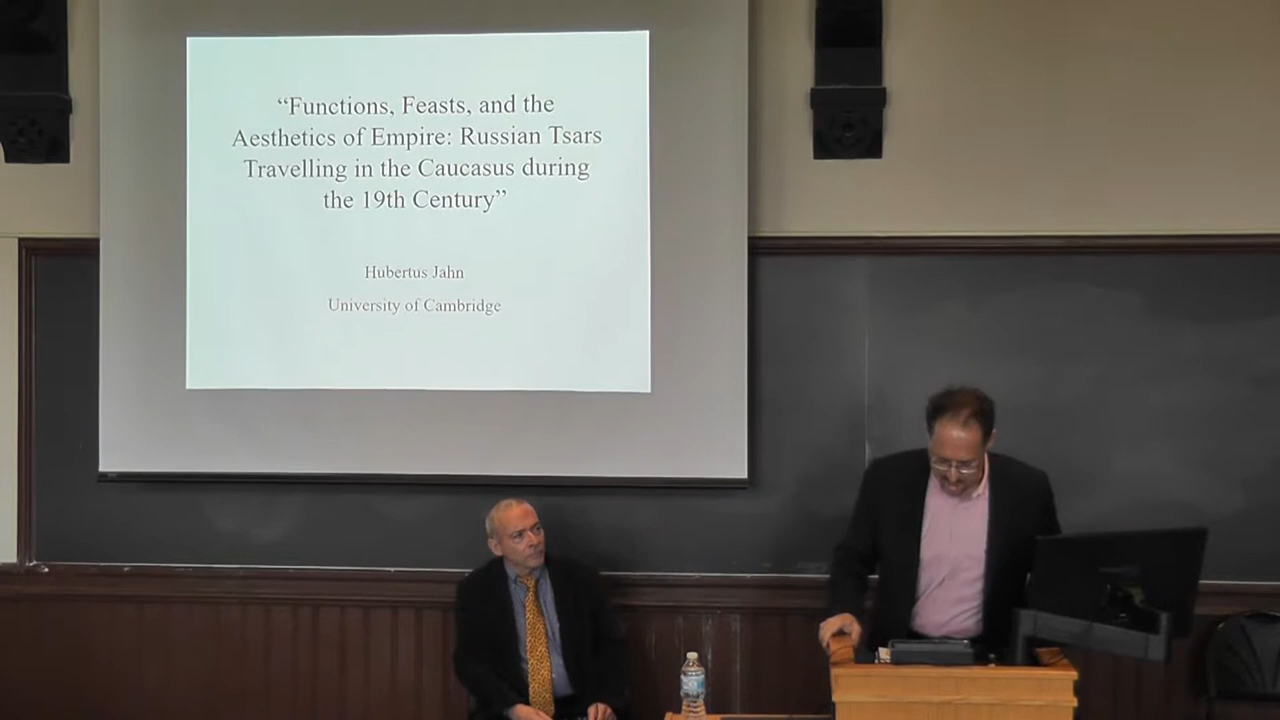 “Functions, Feasts, and the
Aesthetics of Empire: Russian Tsars
Travelling in the Caucasus during
the 19th Century”
Hubertus Jahn
University of Cambridge